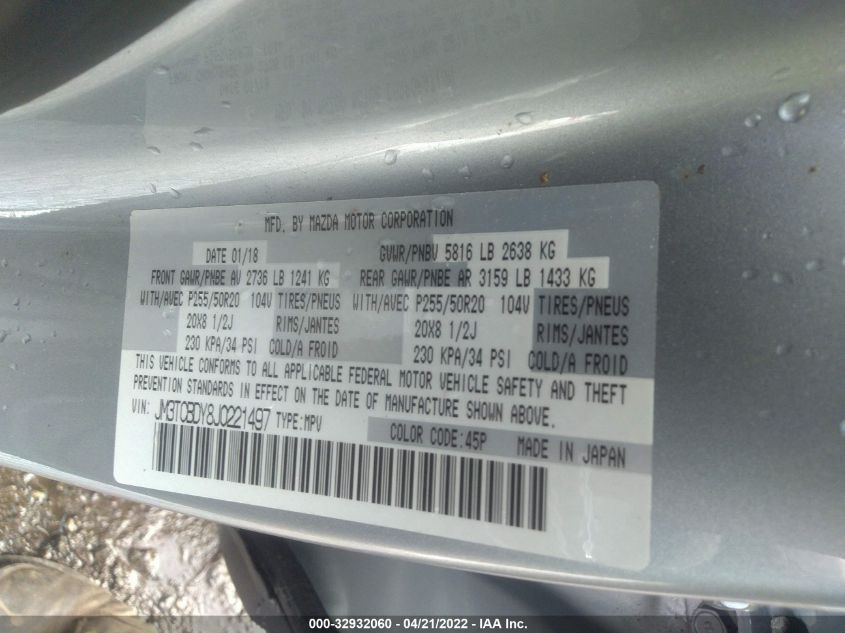 MFD. BY MAZDA MOTOR CORPORATION
DATE 01/18 GVWR/PNBV 5816 LB 2638 KG
FRONT GAWR/PNBE AV 2736 LB 1241 KG REAR GAWR/PNBE AR 3159 LB 1433 KG
WITH/AVEC P255/50R20 104V TIRES/PNEUS WITH/AVEC P255/50R20 104V TIRES/PNEUS
20X8 1/2J RIMS/JANTES 20X8 1/2J RIMS/JANTES
230 KPA/34 PSI COLD/A FROID 230 KPA/34 PSI COLD/A FROID
THIS VEHICLE CONFORMS TO ALL APPLICABLE FEDERAL MOTOR VEHICLE SAFETY AND THEFT
PREVENTION STANDARDS IN EFFECT ON THE DATE OF MANUFACTURE SHOWN ABOVE.
VIN: JM3TCBDY8J0221497 TYPE:MPV
COLOR CODE:45P MADE IN JAPAN
000-32932060 - 04/21/2022 - IAA Inc.